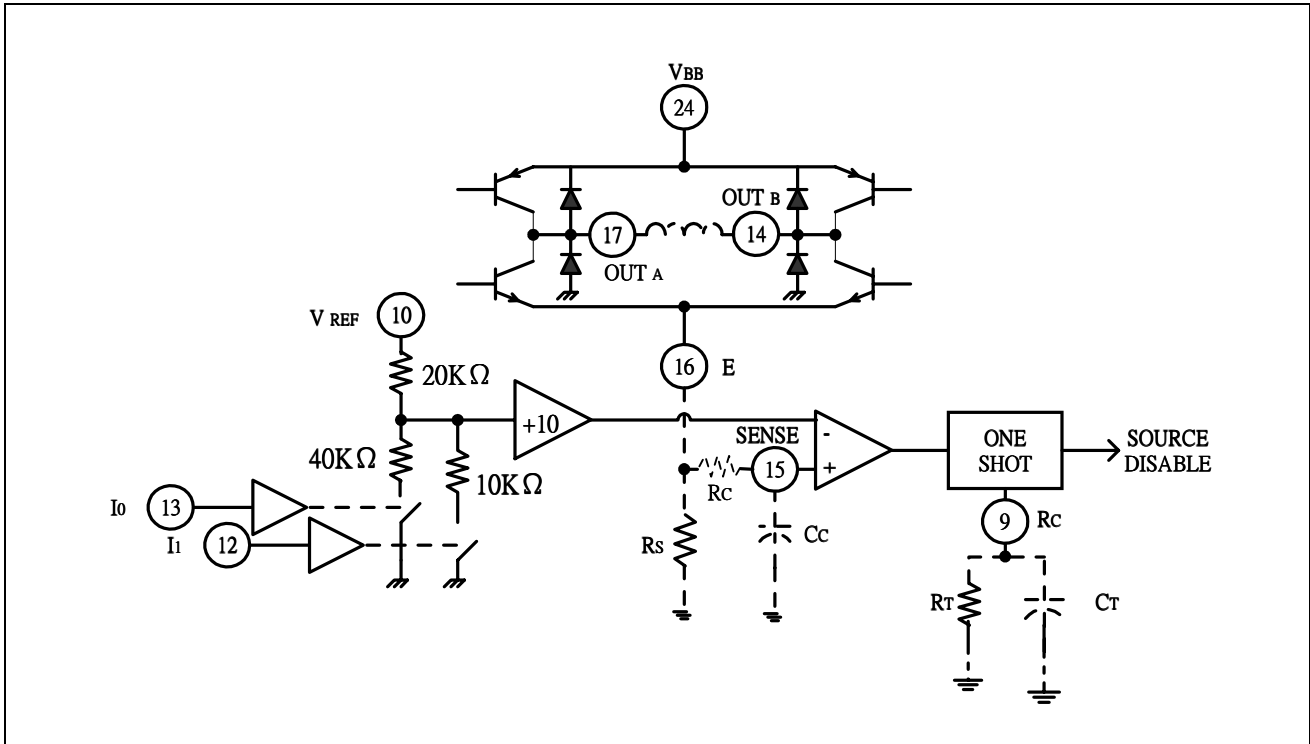 VBB
24
OUT B
17
14
OUT A
V REF
10
20KΩ
16
E
+10
SENSE
-
ONE
SHOT
SOURCE
DISABLE
40KΩ
10KΩ
15
+
RC
I0
13
9
RC
I1
12
RS
CC
RT
CT